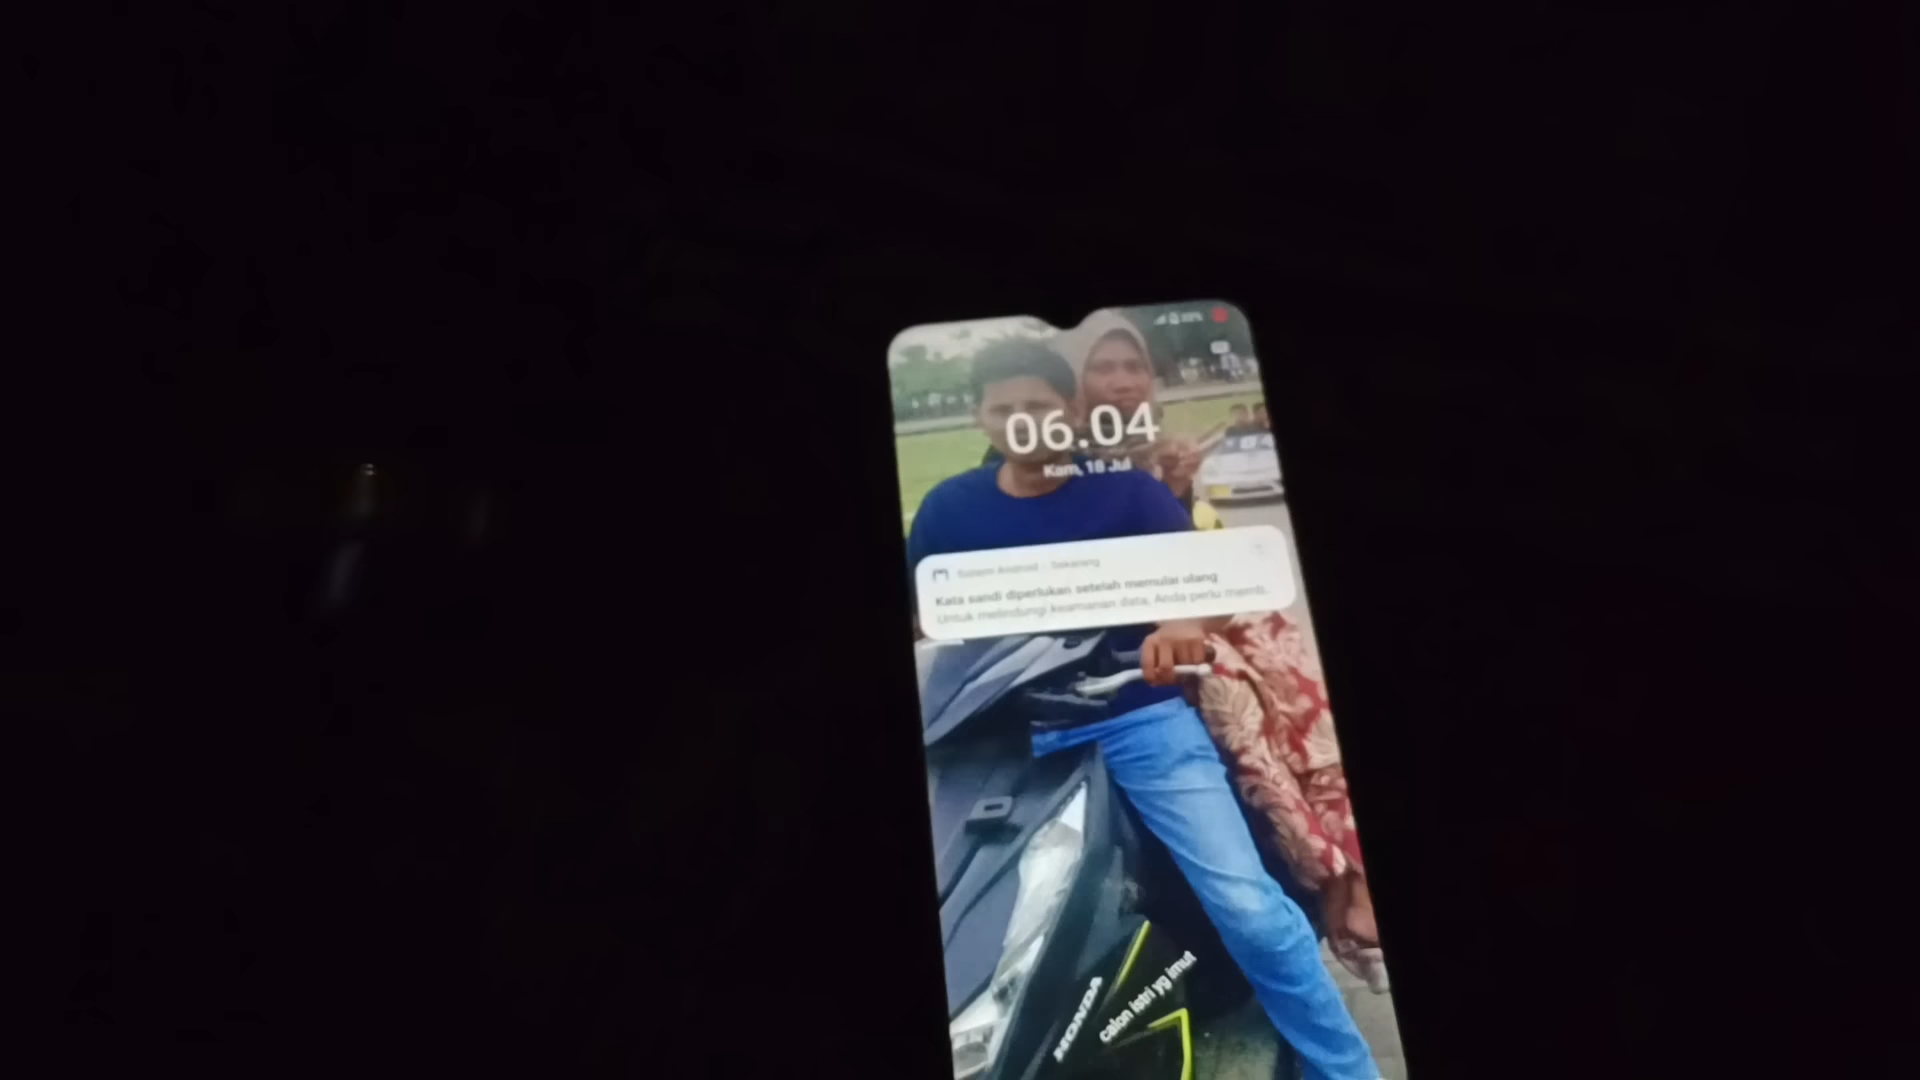 06.04
Kam, 18 Jul
Sistem Android · Sekarang
Kata sandi diperlukan setelah memulai ulang
Untuk melindungi keamanan data, Anda perlu memb..
HONDA
calon istri yg imut